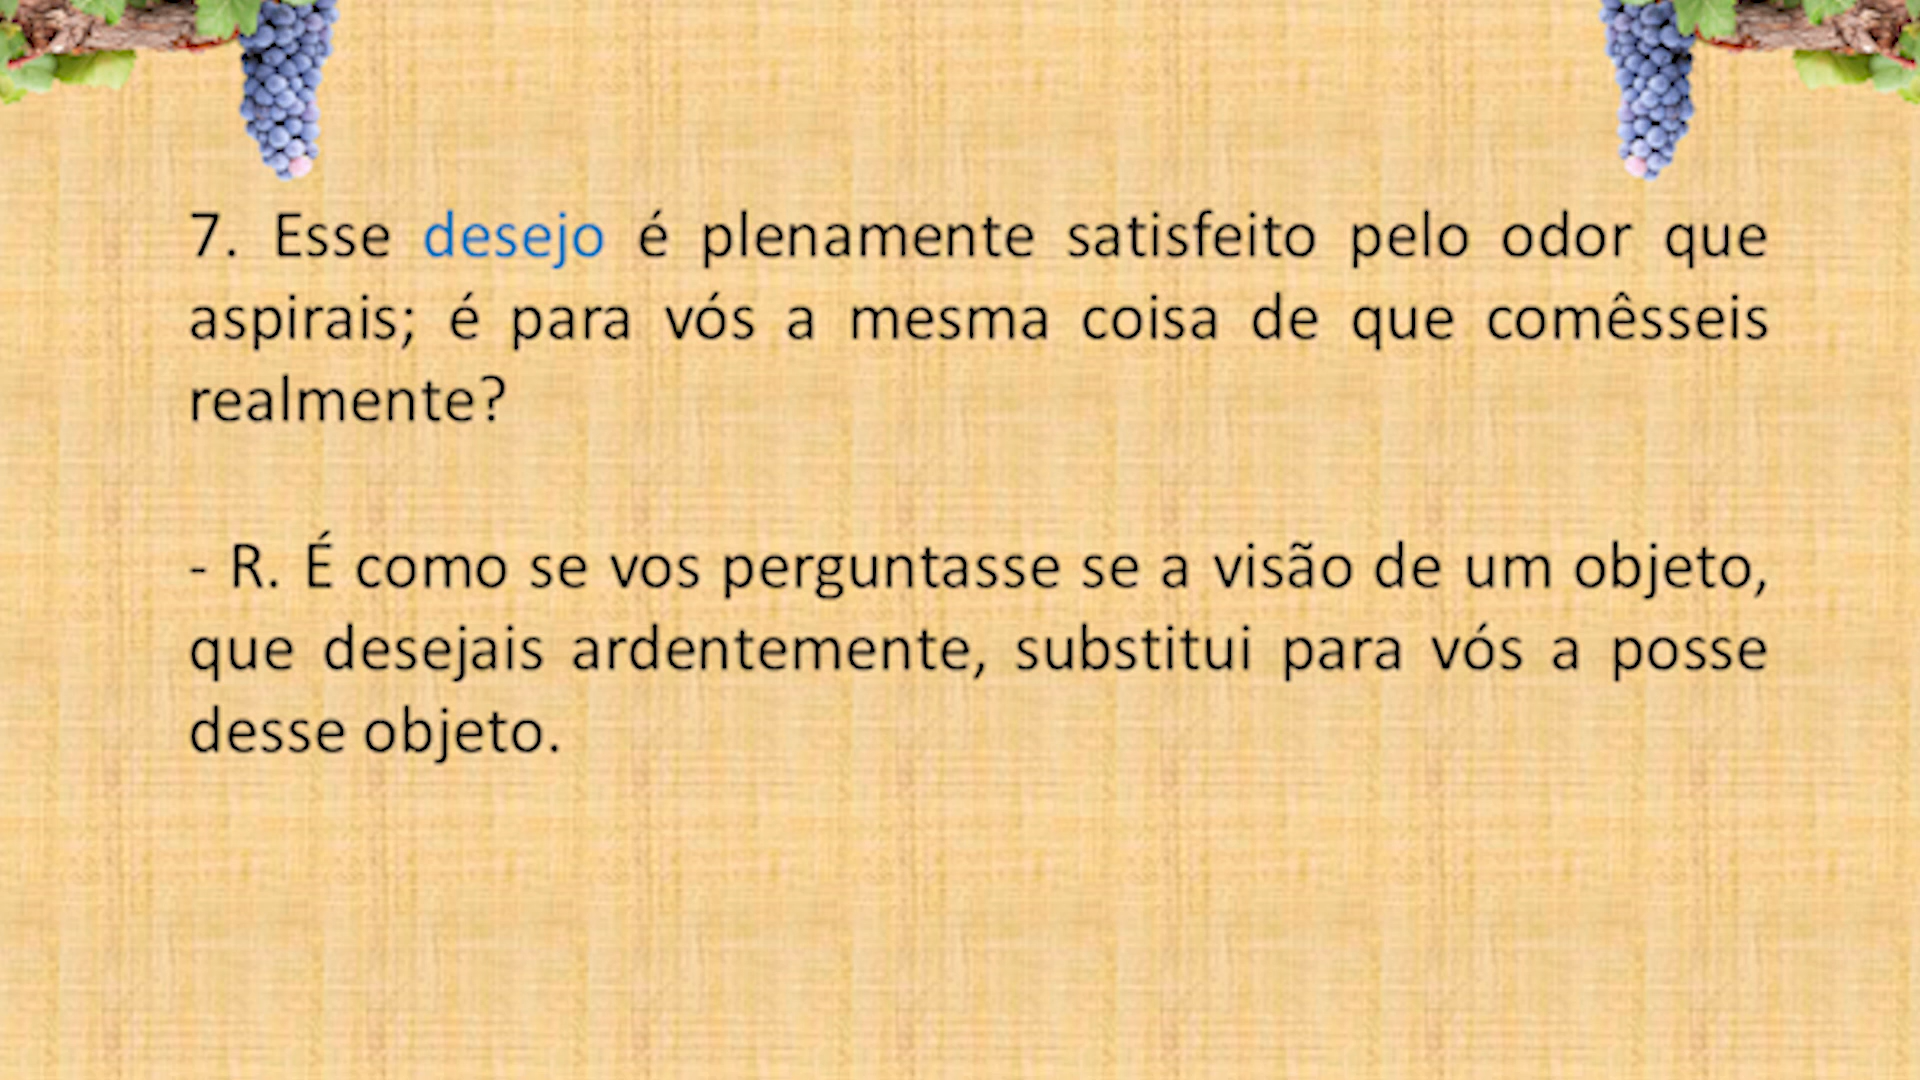 7. Esse desejo é plenamente satisfeito pelo odor que
aspirais; é para vós a mesma coisa de que comêsseis
realmente?
- R. É como se vos perguntasse se a visão de um objeto,
que desejais ardentemente, substitui para vós a posse
desse objeto.